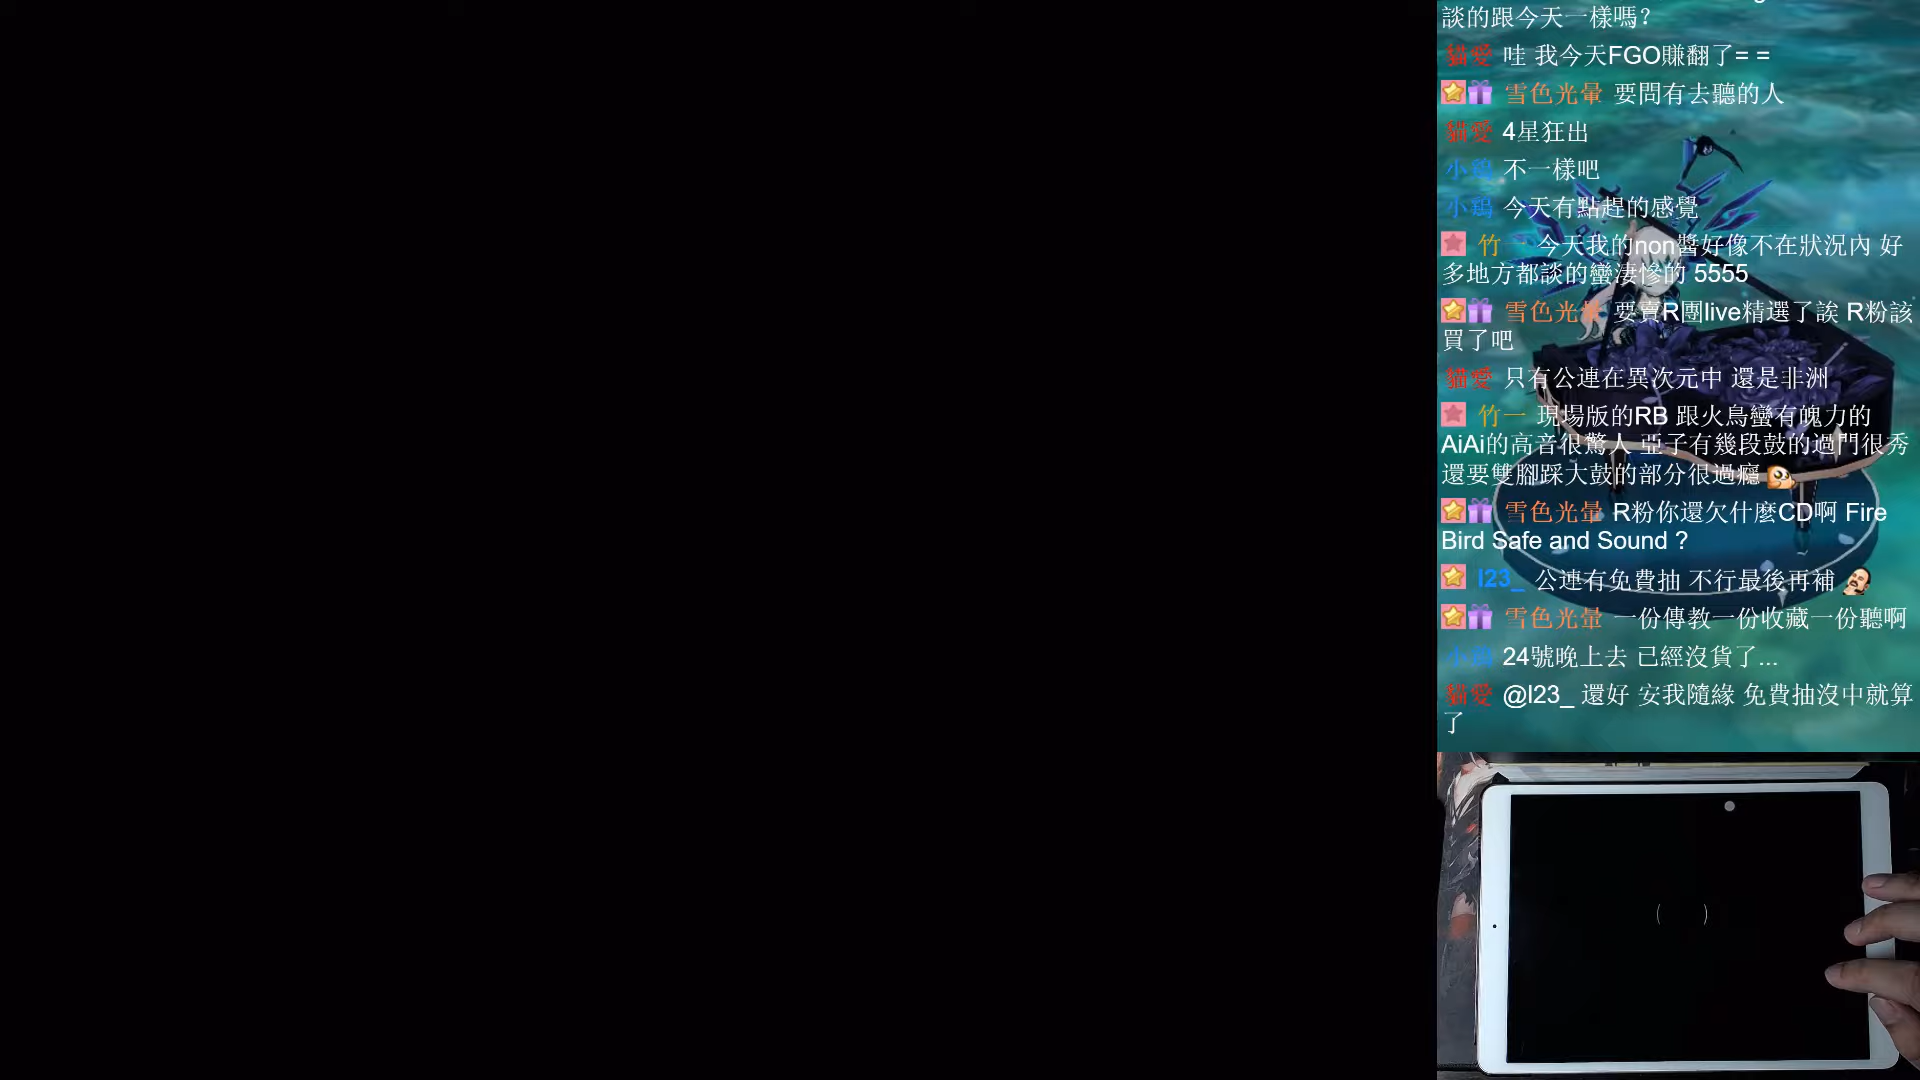 談的跟今天一樣嗎?
貓愛 哇 我今天FGO賺翻了= =
雪色光暈 要問有去聽的人
貓愛 4星狂出
小鶏 不一樣吧
小鶏 今天有點趕的感覺
竹一 今天我的non醬好像不在狀況內 好
多地方都談的蠻淒慘的 5555
雪色光暈 要賣R團live精選了誒 R粉該
買了吧
貓愛 只有公連在異次元中 還是非洲
竹一 現場版的RB 跟火鳥蠻有魄力的
AiAi的高音很驚人 亞子有幾段鼓的過門很秀
還要雙腳踩大鼓的部分很過癮
雪色光暈 R粉你還欠什麼CD啊 Fire
Bird Safe and Sound ?
l23_ 公連有免費抽 不行最後再補
雪色光暈 一份傳教一份收藏一份聽啊
小鶏 24號晚上去 已經沒貨了...
貓愛 @l23_ 還好 安我隨緣 免費抽沒中就算
了